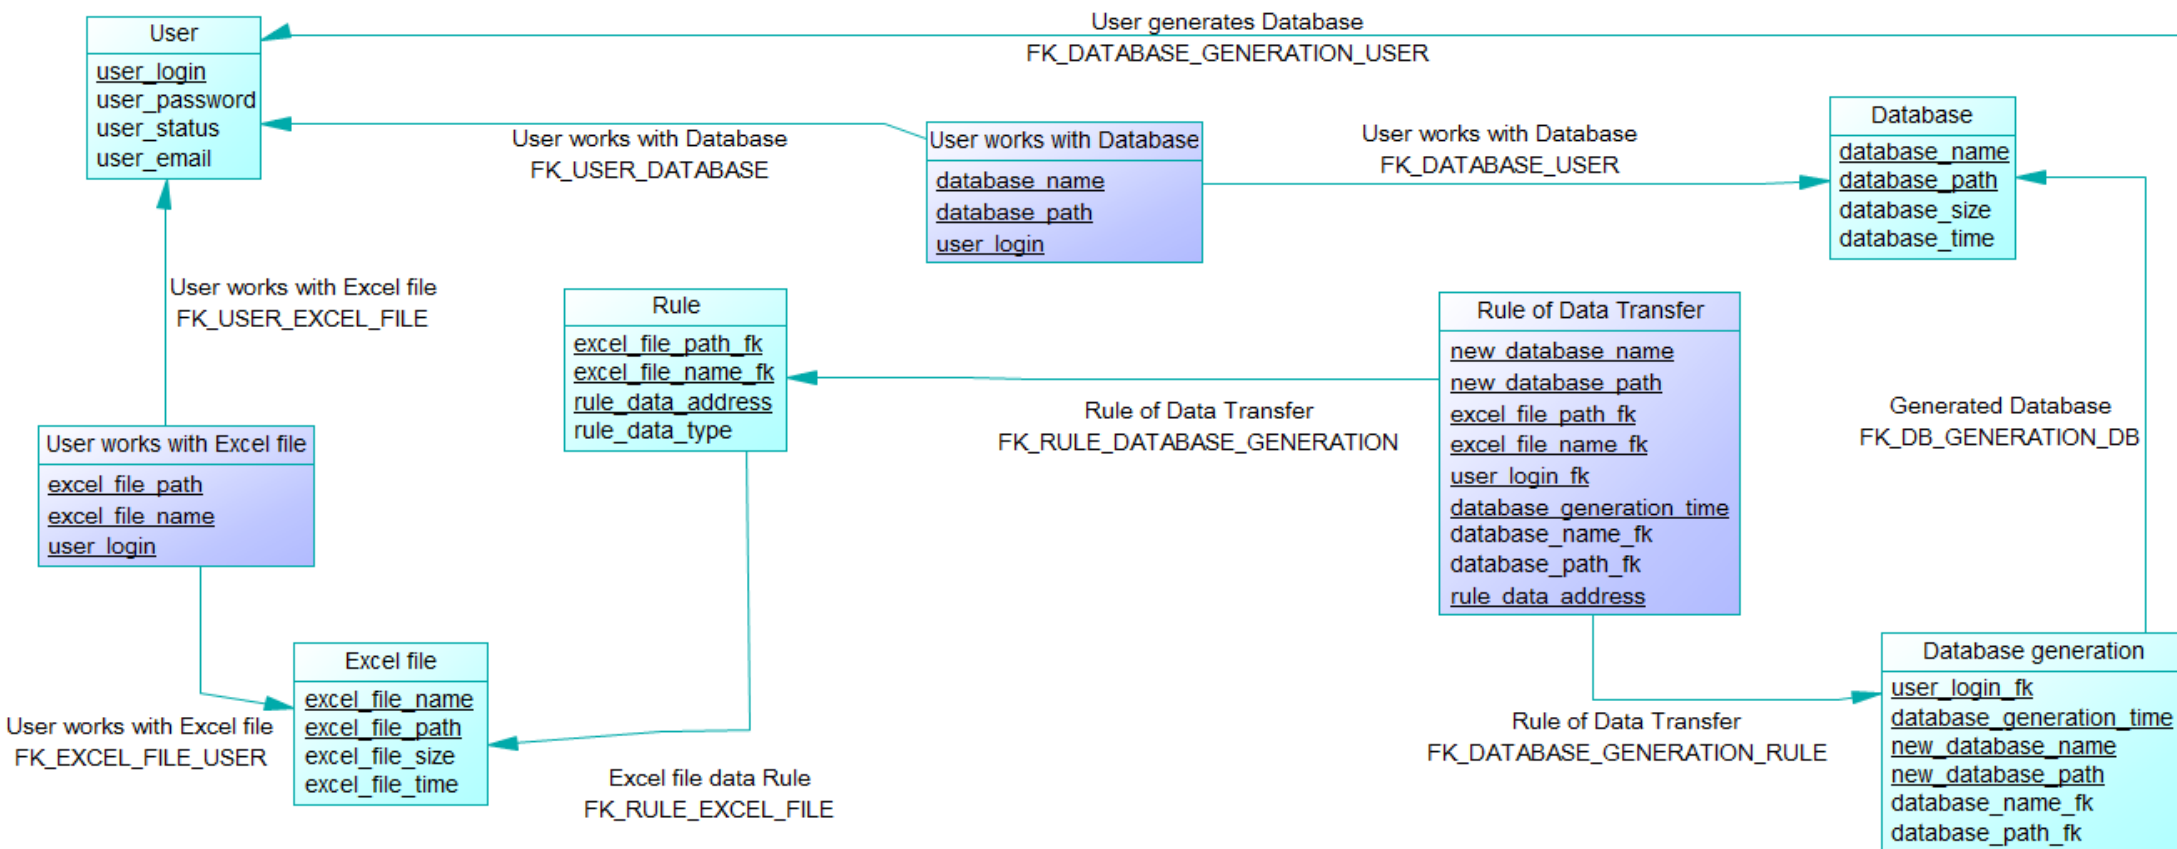 User generates Database
FK_DATABASE_GENERATION_USER
User
user_login
user_password
user_status
user_email
User works with Database
FK_USER_DATABASE
User works with Database
database_name
database_path
user_login
User works with Database
FK_DATABASE_USER
Database
database_name
database_path
database_size
database_time
User works with Excel file
FK_USER_EXCEL_FILE
Rule
excel_file_path_fk
excel_file_name_fk
rule_data_address
rule_data_type
Rule of Data Transfer
FK_RULE_DATABASE_GENERATION
Rule of Data Transfer
new_database_name
new_database_path
excel_file_path_fk
excel_file_name_fk
user_login_fk
database_generation_time
database_name_fk
database_path_fk
rule_data_address
Generated Database
FK_DB_GENERATION_DB
User works with Excel file
excel_file_path
excel_file_name
user_login
User works with Excel file
FK_EXCEL_FILE_USER
Excel file
excel_file_name
excel_file_path
excel_file_size
excel_file_time
Excel file data Rule
FK_RULE_EXCEL_FILE
Rule of Data Transfer
FK_DATABASE_GENERATION_RULE
Database generation
user_login_fk
database_generation_time
new_database_name
new_database_path
database_name_fk
database_path_fk